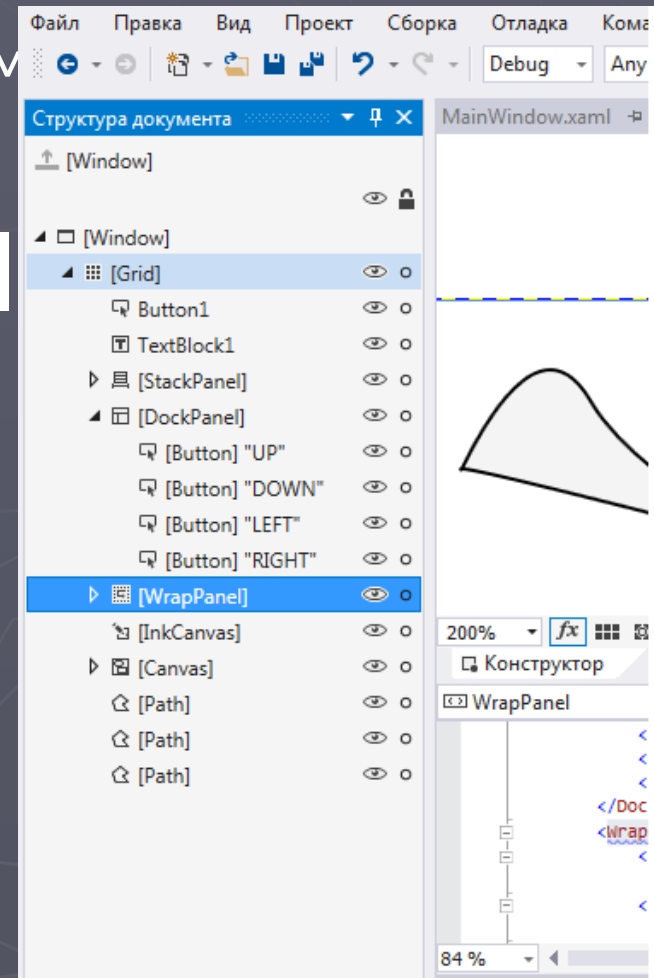 Файл Правка Вид Проект Сборка Отладка
Debug Any
Структура документа
MainWindow.xaml
[Window]
[Window]
[Grid]
Button1
TextBlock1
[StackPanel]
[DockPanel]
[Button] "UP"
[Button] "DOWN"
[Button] "LEFT"
[Button] "RIGHT"
[WrapPanel]
[InkCanvas]
200% fx
[Canvas]
Конструктор
[Path]
WrapPanel
[Path]
<
<
[Path]
<
</Doc
<Wrap
<
<
84 %